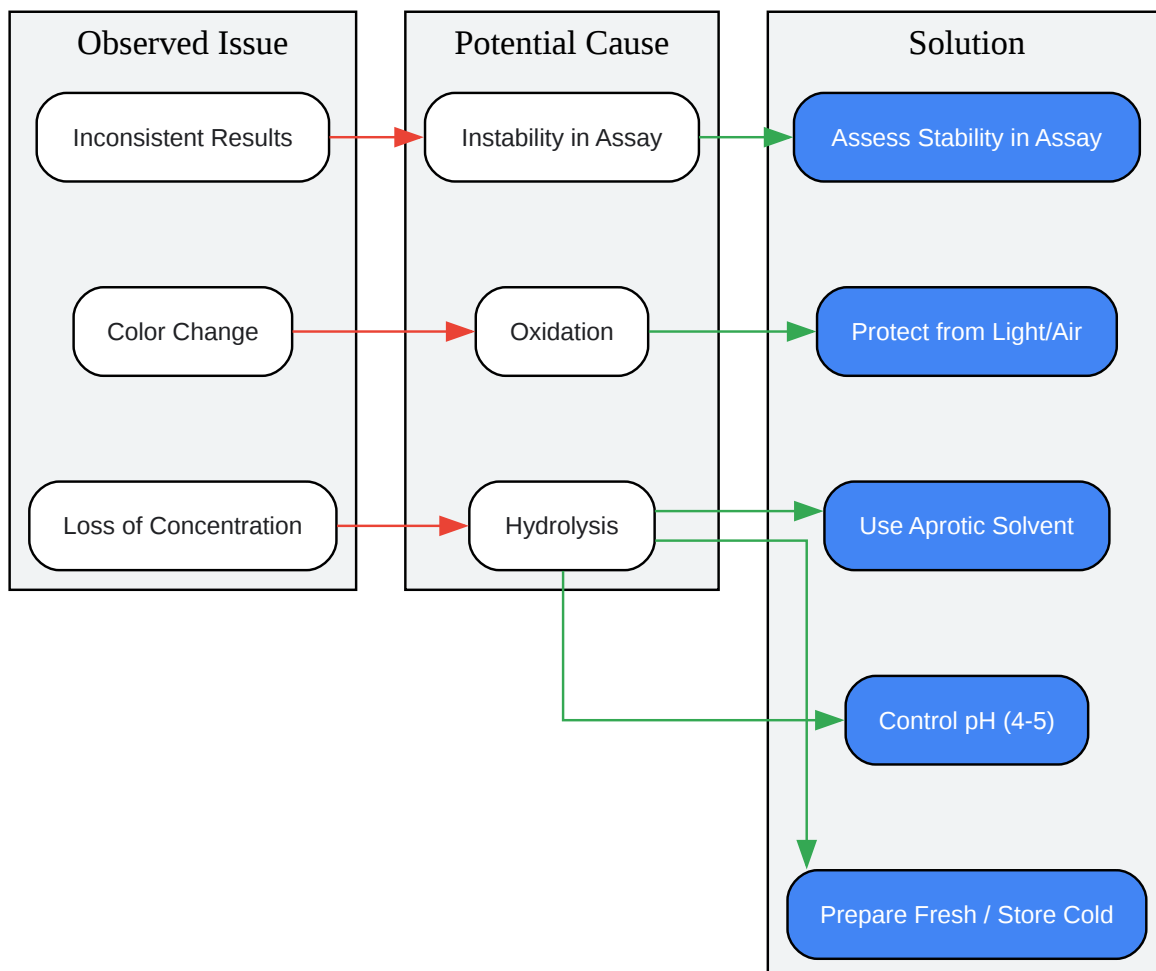 Observed Issue
Potential Cause
Solution
Inconsistent Results
Instability in Assay
Assess Stability in Assay
Color Change
Oxidation
Protect from Light/Air
Loss of Concentration
Hydrolysis
Use Aprotic Solvent
Control pH (4-5)
Prepare Fresh / Store Cold